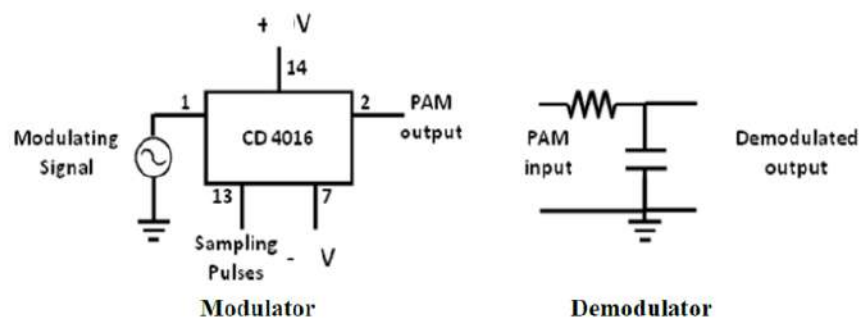 + 0V
14
1
2
PAM
output
CD 4016
Modulating
Signal
13
7
Sampling
Pulses
- V
Modulator
PAM
input
Demodulated
output
Demodulator